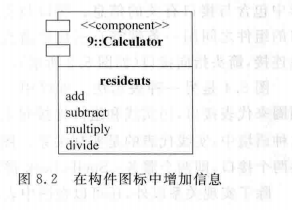 <<component>>
9::Calculator
residents
add
subtract
multiply
divide
图 8.2 在构件图标中增加信息